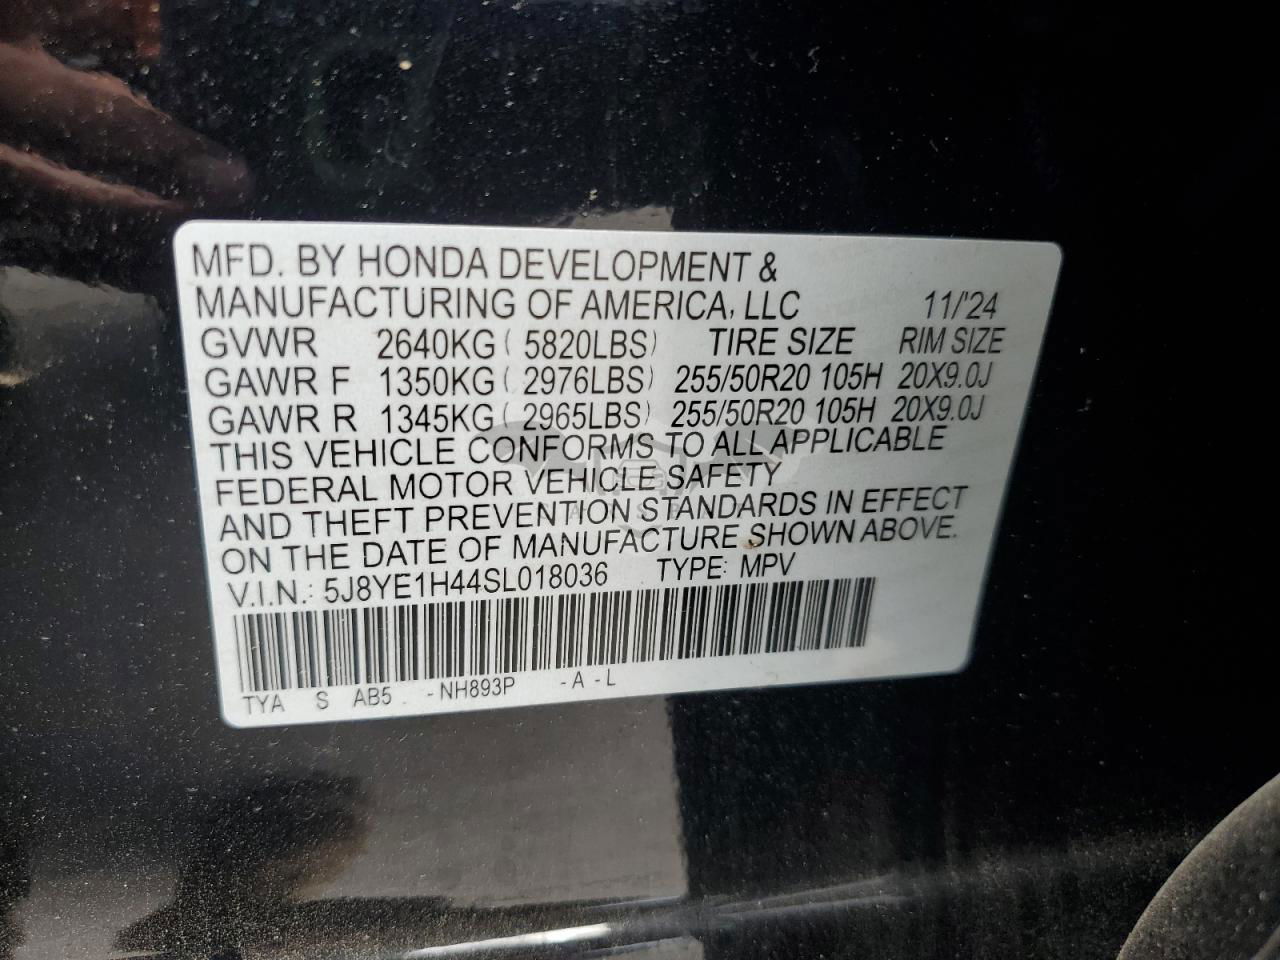 MFD. BY HONDA DEVELOPMENT &
MANUFACTURING OF AMERICA, LLC 11/'24
GVWR 2640KG ( 5820LBS) TIRE SIZE RIM SIZE
GAWR F 1350KG ( 2976LBS) 255/50R20 105H 20X9.0J
GAWR R 1345KG ( 2965LBS) 255/50R20 105H 20X9.0J
THIS VEHICLE CONFORMS TO ALL APPLICABLE
FEDERAL MOTOR VEHICLE SAFETY
AND THEFT PREVENTION STANDARDS IN EFFECT
ON THE DATE OF MANUFACTURE SHOWN ABOVE.
V.I.N.: 5J8YE1H44SL018036 TYPE: MPV
TYA S AB5 -NH893P -A -L